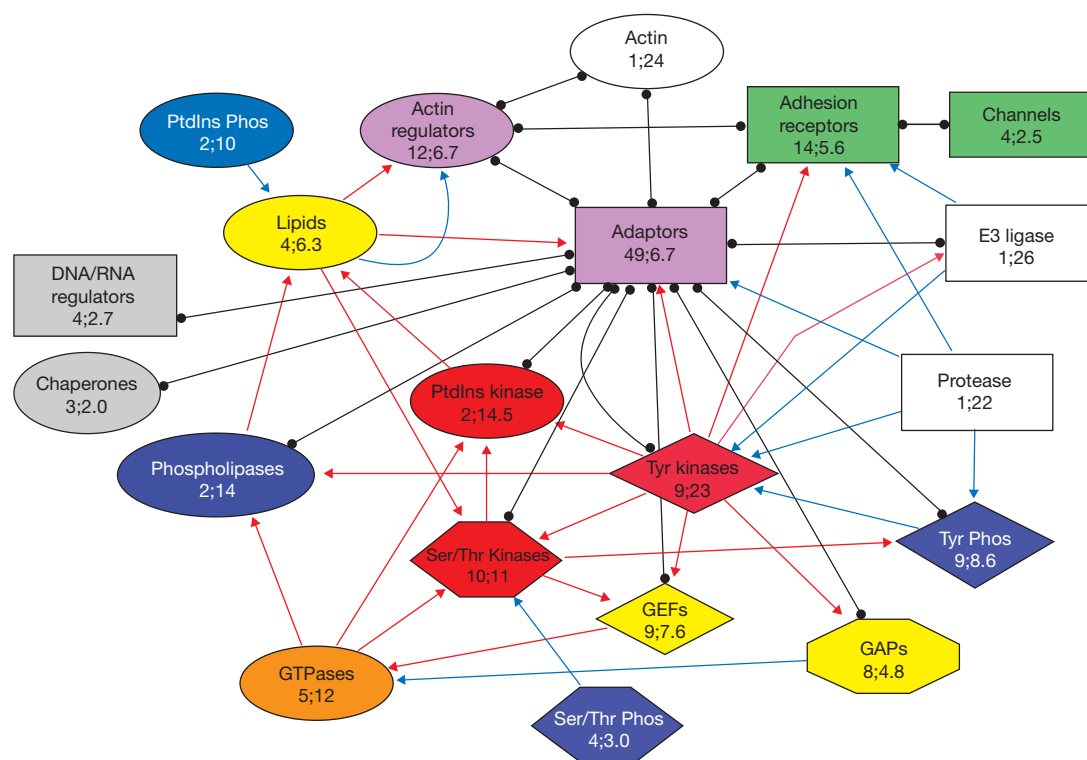 Actin
1;24
PtdIns Phos
2;10
Actin
regulators
12;6.7
Adhesion
receptors
14;5.6
Channels
4;2.5
Lipids
4;6.3
Adaptors
49;6.7
E3 ligase
1;26
DNA/RNA
regulators
4;2.7
Chaperones
3;2.0
PtdIns kinase
2;14.5
Protease
1;22
Phospholipases
2;14
Tyr kinases
9;23
Ser/Thr Kinases
10;11
Tyr Phos
9;8.6
GEFs
9;7.6
GAPs
8;4.8
GTPases
5;12
Ser/Thr Phos
4;3.0